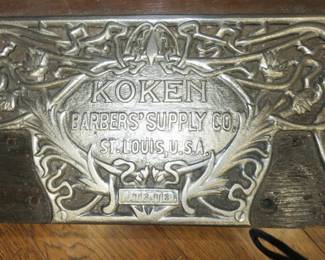 KOKEN
BARBERS' SUPPLY CO.
ST. LOUIS, U.S.A.